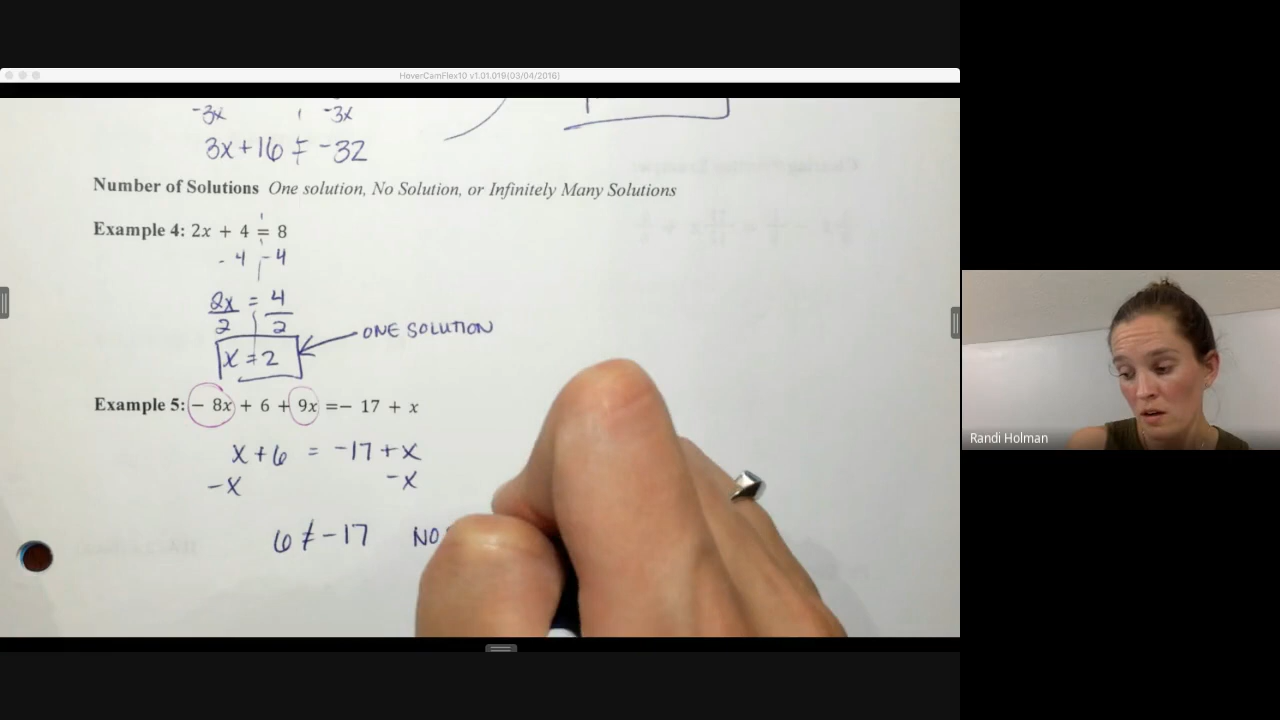 HoverCamFlex10 v1.01.019(03/04/2016)
-3x -3x
3x+16 = -32
Number of Solutions One solution, No Solution, or Infinitely Many Solutions
Example 4: 2x + 4 = 8
- 4 -4
2x = 4
2 2
x = 2
ONE SOLUTION
Example 5: − 8x + 6 + 9x =− 17 + x
x+6 = -17+x
-x -x
6 ≠ -17 NO
Randi Holman